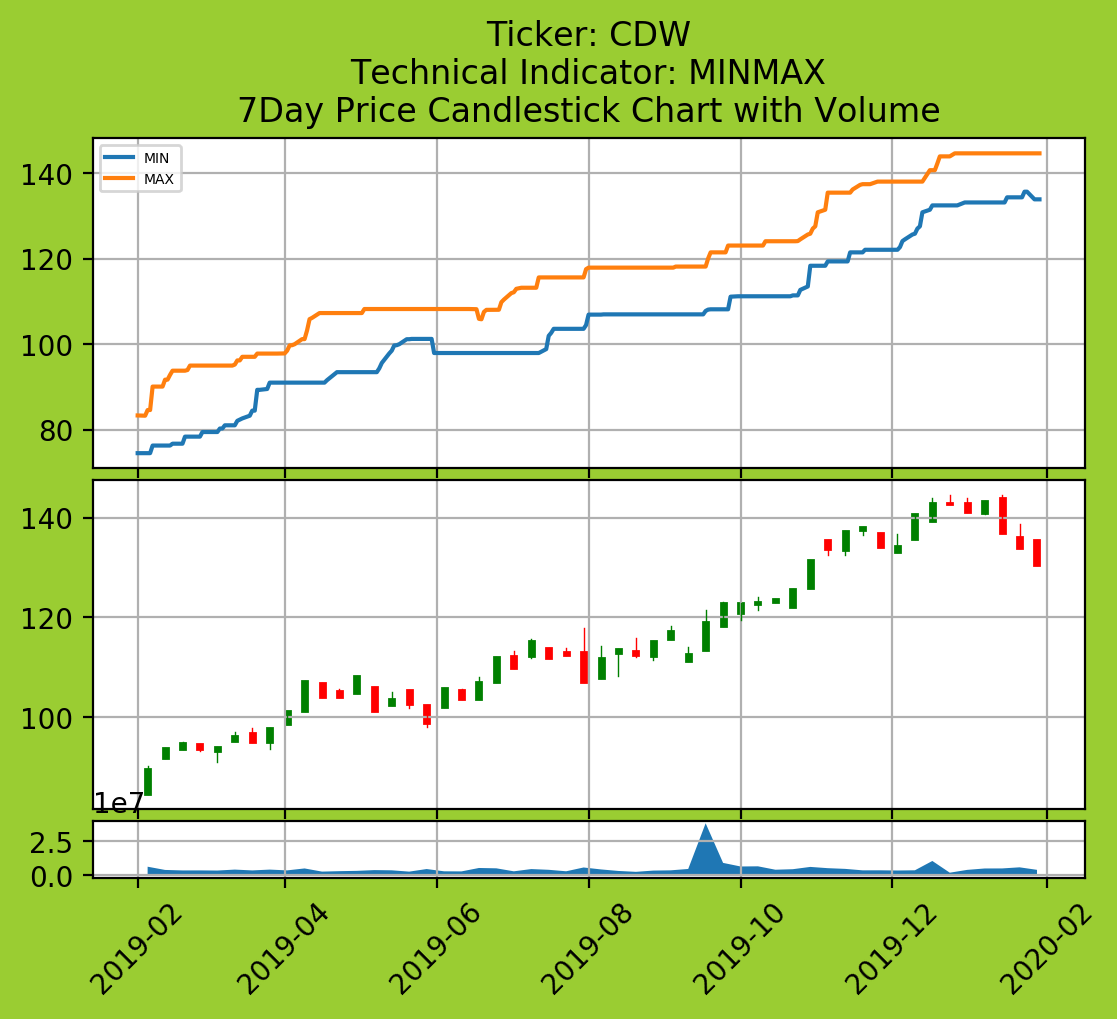 Ticker: CDW
Technical Indicator: MINMAX
7Day Price Candlestick Chart with Volume
MIN
MAX
140
120
100
80
140
120
100
1e7
2.5
0.0
2019-02
2019-04
2019-06
2019-08
2019-10
2019-12
2020-02